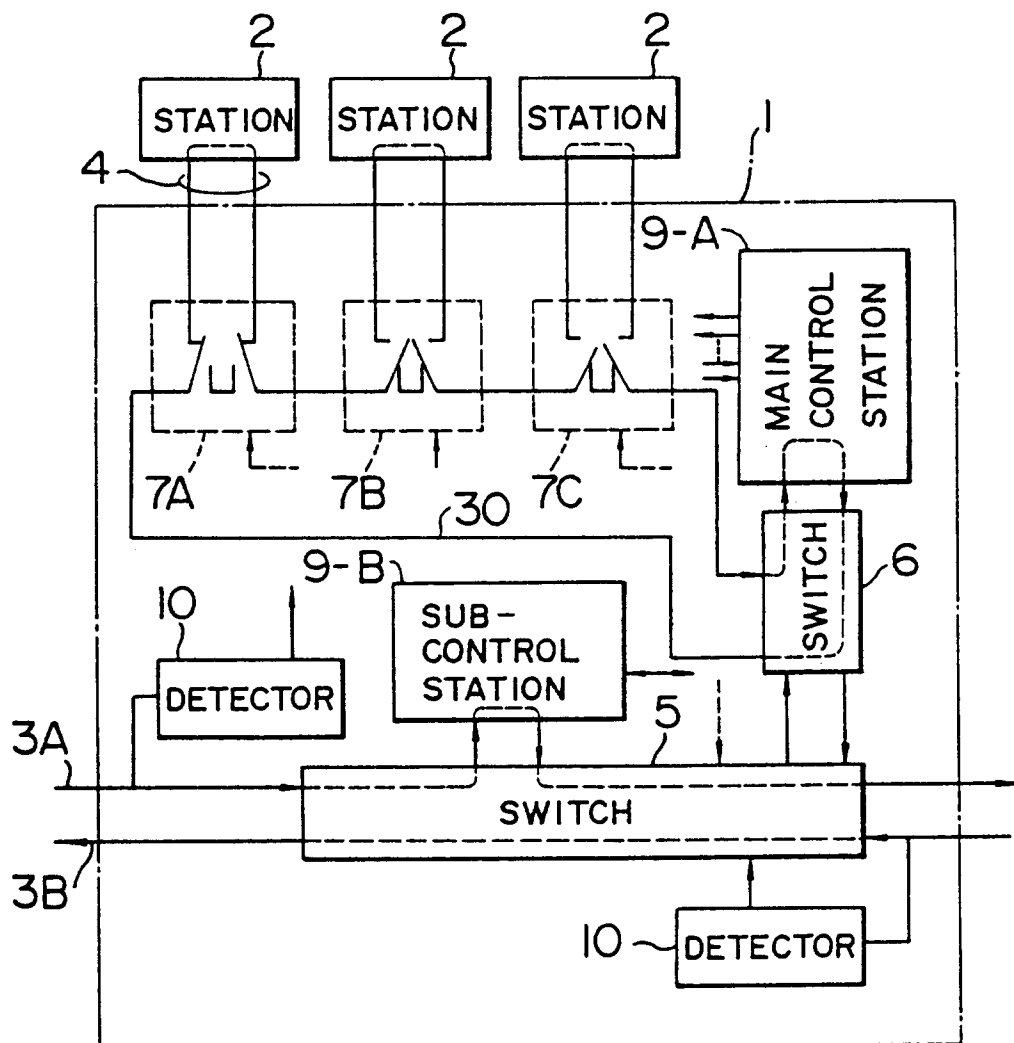 2 2 2
STATION STATION STATION
1
4
9-A
MAIN
CONTROL
STATION
7A 7B 7C
30
6
SWITCH
9-B
SUB-
CONTROL
STATION
10
DETECTOR
5
3A
SWITCH
3B
10
DETECTOR